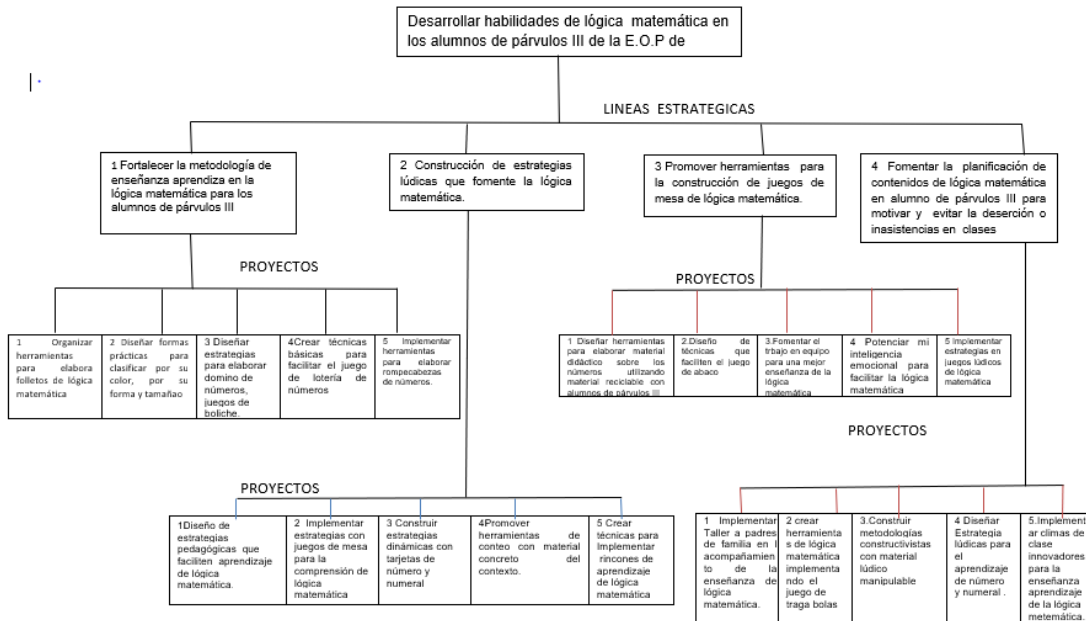 Desarrollar habilidades de lógica matemática en
los alumnos de párvulos III de la E.O.P de
LINEAS ESTRATEGICAS
1 Fortalecer la metodología de
enseñanza aprendiza en la
lógica matemática para los
alumnos de párvulos III
2 Construcción de estrategias
lúdicas que fomente la lógica
matemática.
3 Promover herramientas para
la construcción de juegos de
mesa de lógica matemática.
4 Fomentar la planificación de
contenidos de lógica matemática
en alumno de párvulos III para
motivar y evitar la deserción o
inasistencias en clases
PROYECTOS
1 Organizar
herramientas
para elabora
folletos de lógica
matemática
2 Diseñar formas
prácticas para
clasificar por su
color, por su
forma y tamañao
3 Diseñar
estrategias
para elaborar
domino de
números,
juegos de
boliche.
4Crear técnicas
básicas para
facilitar el juego
de lotería de
números
5 Implementar
herramientas
para elaborar
rompecabezas
de números.
PROYECTOS
1 Diseñar herramientas
para elaborar material
didáctico sobre los
números utilizando
material reciclable con
alumnos de párvulos III
2.Diseño de
técnicas que
faciliten el juego
de abaco
3.Fomentar el
trbajo en equipo
para una mejor
enseñanza de la
lógica
matemática
4 Potenciar mi
inteligencia
emocional para
facilitar la lógica
matemática
5 Implementar
estrategias en
juegos lúdicos
de lógica
matemática
PROYECTOS
1Diseño de
estrategias
pedagógicas que
faciliten aprendizaje
de lógica
matemática.
2 Implementar
estrategias con
juegos de mesa
para la
comprensión de
lógica
matemática
3 Construir
estrategias
dinámicas con
tarjetas de
número y
numeral
4Promover
herramientas de
conteo con material
concreto del
contexto.
5 Crear
técnicas para
Implementar
rincones de
aprendizaje de
lógica
matemática
PROYECTOS
1 Implementar
Taller a padres
de familia en l
acompañamien
to de la
enseñanza de
lógica
matemática.
2 crear
herramienta
s de lógica
matemática
implementa
ndo el
juego de
traga bolas
3.Construir
metodologías
constructivistas
con material
lúdico
manipulable
4 Diseñar
Estrategia
lúdicas para
el
aprendizaje
de número
y numeral .
5.Implement
ar climas de
clase
innovadores
para la
enseñanza
aprendizaje
de la lógica
metemática.